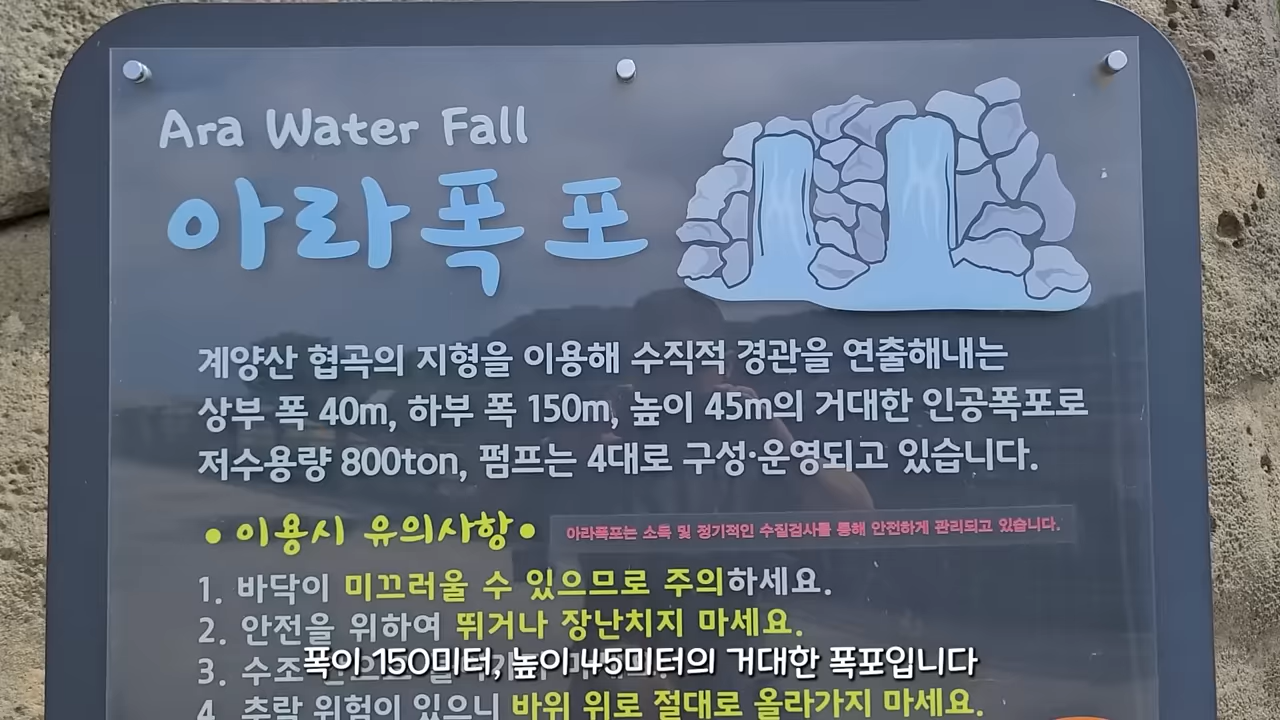 Ara Water Fall
아라폭포
계양산 협곡의 지형을 이용해 수직적 경관을 연출해내는
상부 폭 40m, 하부 폭 150m, 높이 45m의 거대한 인공폭포로
저수용량 800ton, 펌프는 4대로 구성·운영되고 있습니다.
• 이용시 유의사항 •
아라폭포는 소독 및 정기적인 수질검사를 통해 안전하게 관리되고 있습니다.
1. 바닥이 미끄러울 수 있으므로 주의하세요.
2. 안전을 위하여 뛰거나 장난치지 마세요.
3. 수조
폭이 150미터, 높이 45미터의 거대한 폭포입니다
4. 추락 위험이 있으니 바위 위로 절대로 올라가지 마세요.